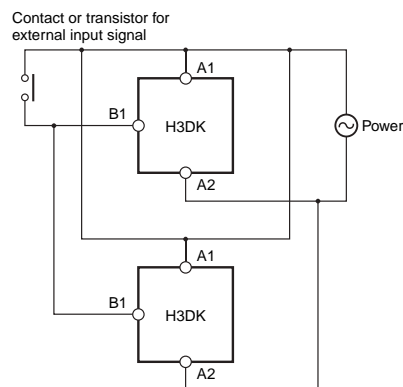 Contact or transistor for
external input signal
A1
B1
H3DK
Power
A2
A1
B1
H3DK
A2